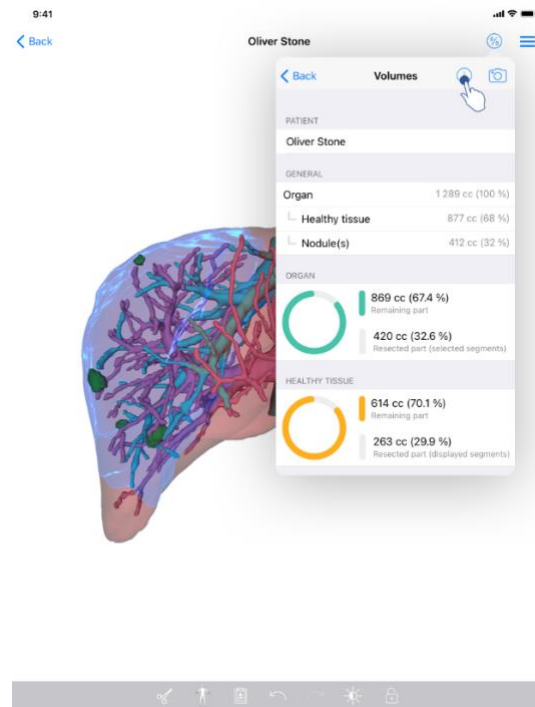 9:41
Back
Oliver Stone
Back
Volumes
PATIENT
Oliver Stone
GENERAL
Organ 1 289 cc (100 %)
Healthy tissue 877 cc (68 %)
Nodule(s) 412 cc (32 %)
ORGAN
869 cc (67.4 %)
Remaining part
420 cc (32.6 %)
Resected part (selected segments)
HEALTHY TISSUE
614 cc (70.1 %)
Remaining part
263 cc (29.9 %)
Resected part (displayed segments)